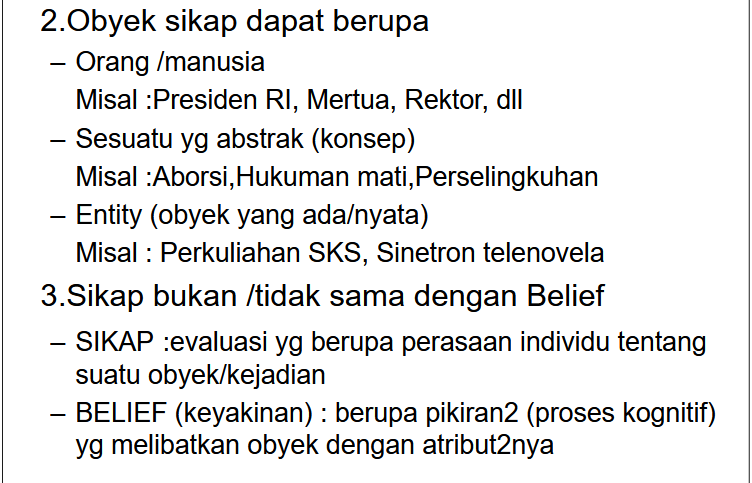 2.Obyek sikap dapat berupa
– Orang /manusia
Misal :Presiden RI, Mertua, Rektor, dll
– Sesuatu yg abstrak (konsep)
Misal :Aborsi,Hukuman mati,Perselingkuhan
– Entity (obyek yang ada/nyata)
Misal : Perkuliahan SKS, Sinetron telenovela
3.Sikap bukan /tidak sama dengan Belief
– SIKAP :evaluasi yg berupa perasaan individu tentang
suatu obyek/kejadian
– BELIEF (keyakinan) : berupa pikiran2 (proses kognitif)
yg melibatkan obyek dengan atribut2nya